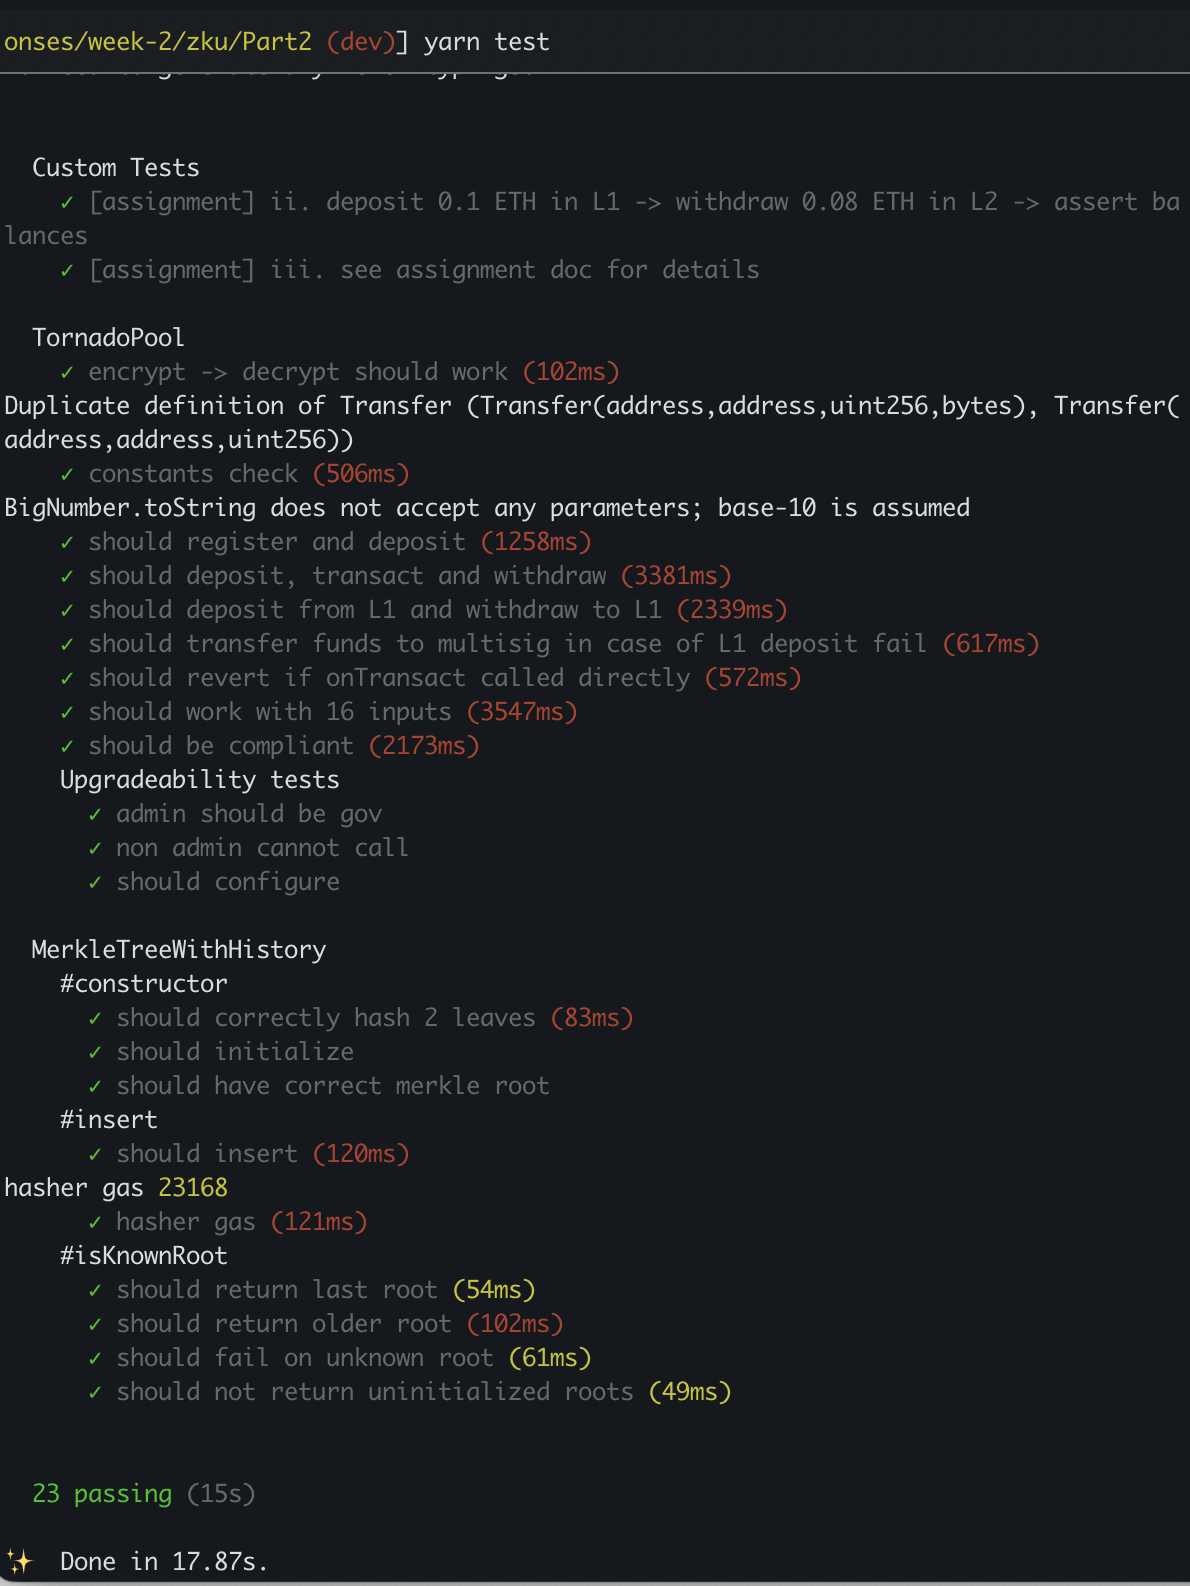 onses/week-2/zku/Part2 (dev)] yarn test
Custom Tests
✓ [assignment] ii. deposit 0.1 ETH in L1 -> withdraw 0.08 ETH in L2 -> assert ba
lances
✓ [assignment] iii. see assignment doc for details
TornadoPool
✓ encrypt -> decrypt should work (102ms)
Duplicate definition of Transfer (Transfer(address,address,uint256,bytes), Transfer(
address,address,uint256))
✓ constants check (506ms)
BigNumber.toString does not accept any parameters; base-10 is assumed
✓ should register and deposit (1258ms)
✓ should deposit, transact and withdraw (3381ms)
✓ should deposit from L1 and withdraw to L1 (2339ms)
✓ should transfer funds to multisig in case of L1 deposit fail (617ms)
✓ should revert if onTransact called directly (572ms)
✓ should work with 16 inputs (3547ms)
✓ should be compliant (2173ms)
Upgradeability tests
✓ admin should be gov
✓ non admin cannot call
✓ should configure
MerkleTreeWithHistory
#constructor
✓ should correctly hash 2 leaves (83ms)
✓ should initialize
✓ should have correct merkle root
#insert
✓ should insert (120ms)
hasher gas 23168
✓ hasher gas (121ms)
#isKnownRoot
✓ should return last root (54ms)
✓ should return older root (102ms)
✓ should fail on unknown root (61ms)
✓ should not return uninitialized roots (49ms)
23 passing (15s)
✨ Done in 17.87s.